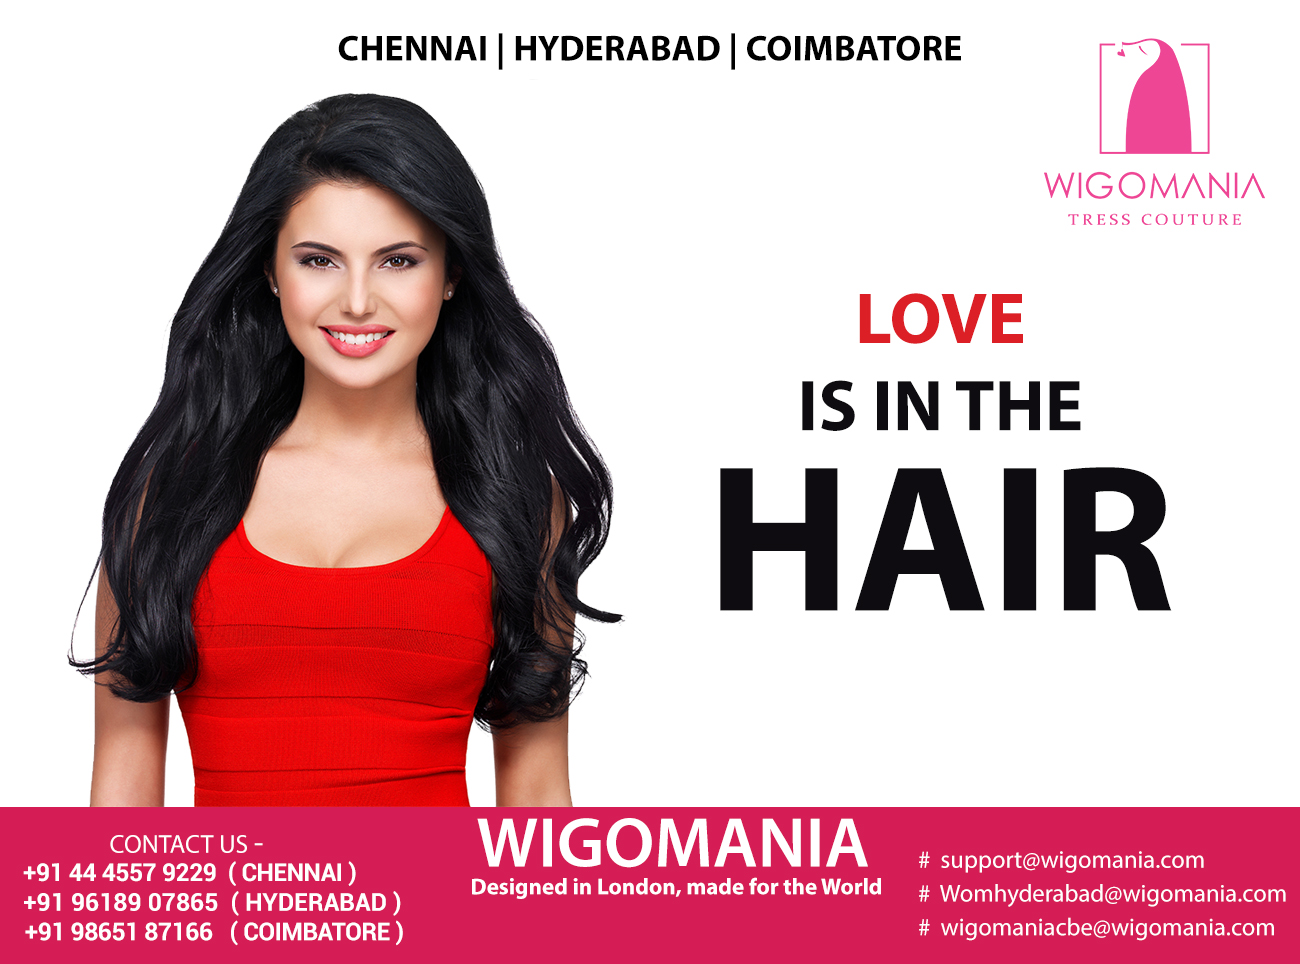 CHENNAI | HYDERABAD | COIMBATORE
WIGOMANIA
TRESS COUTURE
LOVE
IS IN THE
HAIR
CONTACT US -
+91 44 4557 9229 ( CHENNAI )
+91 96189 07865 ( HYDERABAD )
+91 98651 87166 ( COIMBATORE )
WIGOMANIA
Designed in London, made for the World
# support@wigomania.com
# Womhyderabad@wigomania.com
# wigomaniacbe@wigomania.com